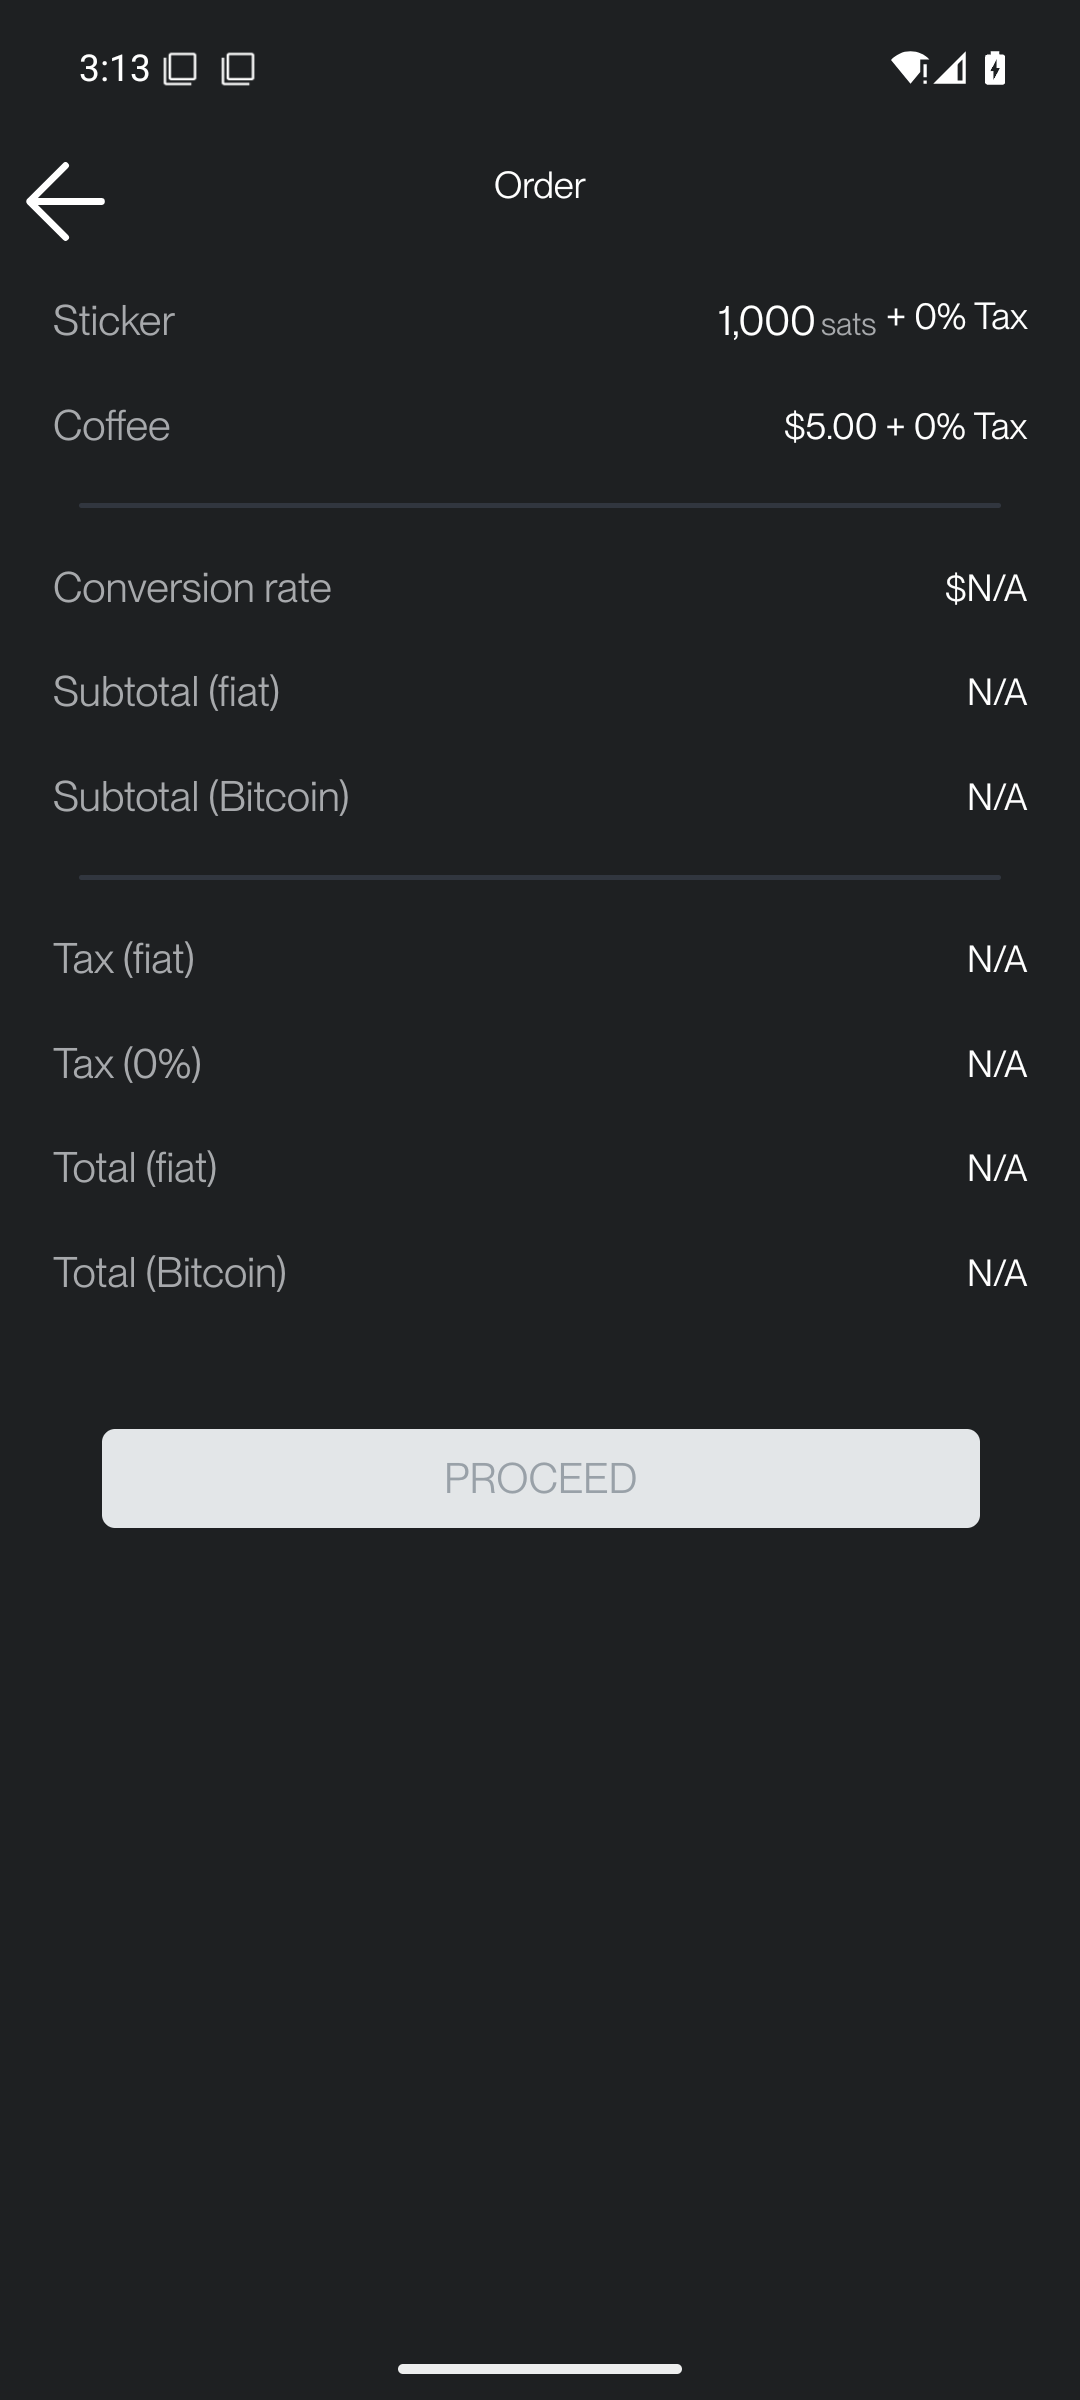 3:13
Order
Sticker 1,000 sats + 0% Tax
Coffee $5.00 + 0% Tax
Conversion rate $N/A
Subtotal (fiat) N/A
Subtotal (Bitcoin) N/A
Tax (fiat) N/A
Tax (0%) N/A
Total (fiat) N/A
Total (Bitcoin) N/A
PROCEED